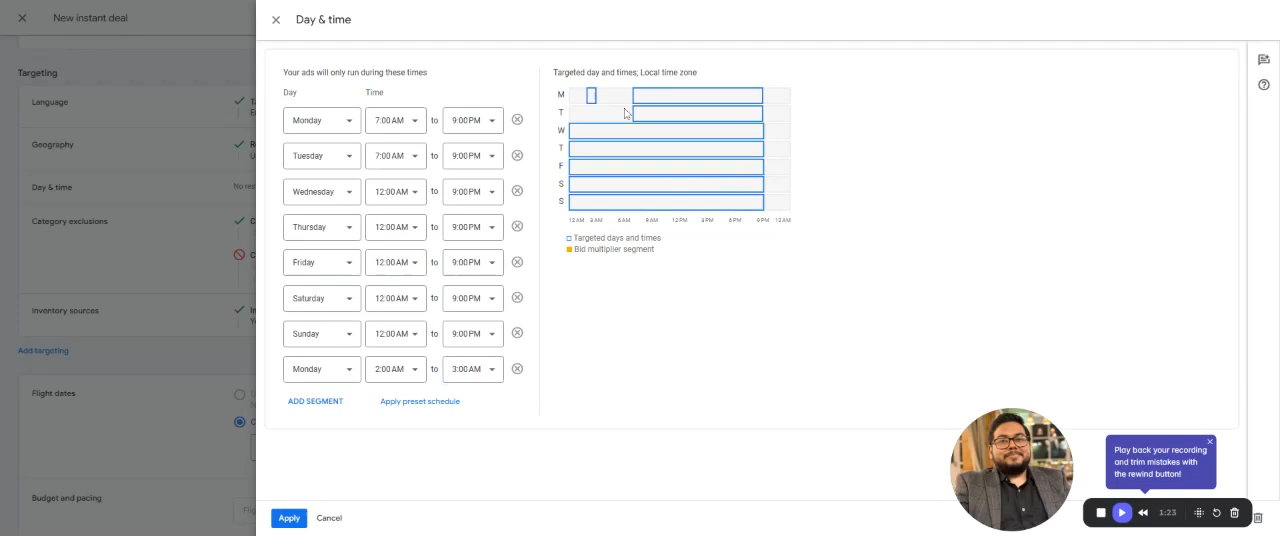 New instant deal
Day & time
Targeting
Language
Geography
Day & time
No res
Category exclusions
C
C
Inventory sources
Add targeting
Flight dates
Budget and pacing
Your ads will only run during these times
Day Time
Monday 7:00 AM to 9:00 PM
Tuesday 7:00 AM to 9:00 PM
Wednesday 12:00 AM to 9:00 PM
Thursday 12:00 AM to 9:00 PM
Friday 12:00 AM to 9:00 PM
Saturday 12:00 AM to 9:00 PM
Sunday 12:00 AM to 9:00 PM
Monday 2:00 AM to 3:00 AM
ADD SEGMENT Apply preset schedule
Targeted day and times; Local time zone
M
T
W
T
F
S
S
12 AM 3 AM 6 AM 9 AM 12 PM 3 PM 6 PM 9 PM 12 AM
Targeted days and times
Bid multiplier segment
Apply Cancel
Play back your recording
and trim mistakes with
the rewind button!
1:23